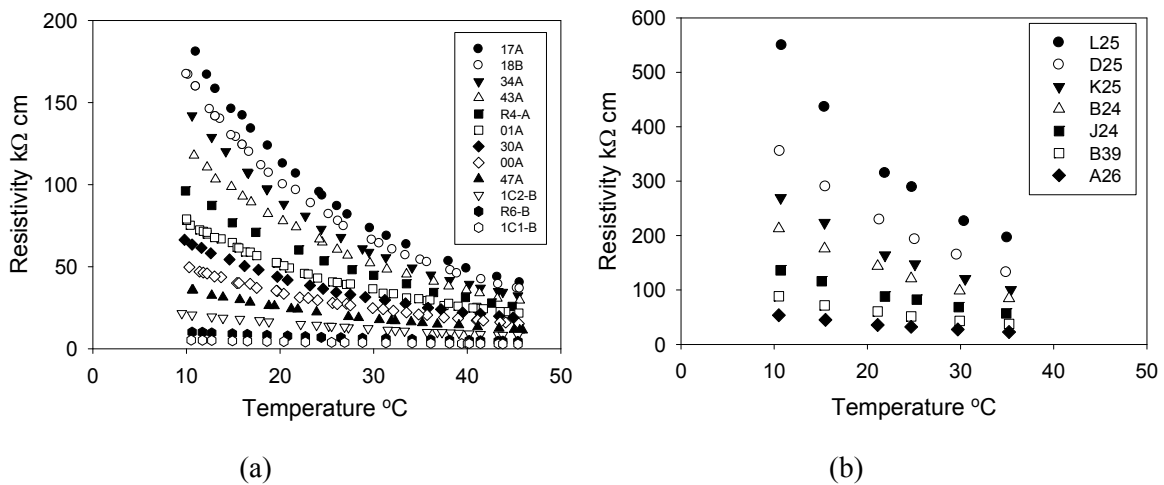 200
150
100
50
0
Resistivity kΩ cm
17A
18B
34A
43A
R4-A
01A
30A
00A
47A
1C2-B
R6-B
1C1-B
0 10 20 30 40 50
Temperature ºC
(a)
600
500
400
300
200
100
0
Resistivity kΩ cm
L25
D25
K25
B24
J24
B39
A26
0 10 20 30 40 50
Temperature ºC
(b)